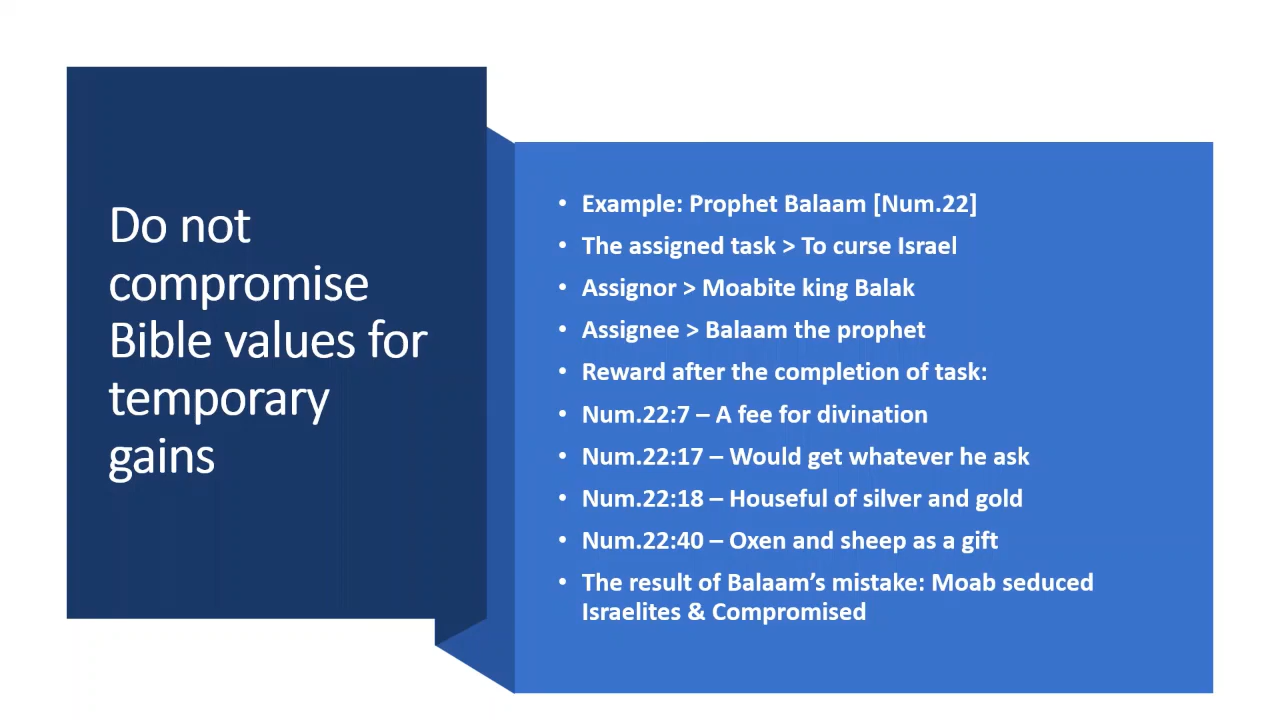 Do not
compromise
Bible values for
temporary
gains
• Example: Prophet Balaam [Num.22]
• The assigned task > To curse Israel
• Assignor > Moabite king Balak
• Assignee > Balaam the prophet
• Reward after the completion of task:
• Num.22:7 – A fee for divination
• Num.22:17 – Would get whatever he ask
• Num.22:18 – Houseful of silver and gold
• Num.22:40 – Oxen and sheep as a gift
• The result of Balaam’s mistake: Moab seduced
Israelites & Compromised